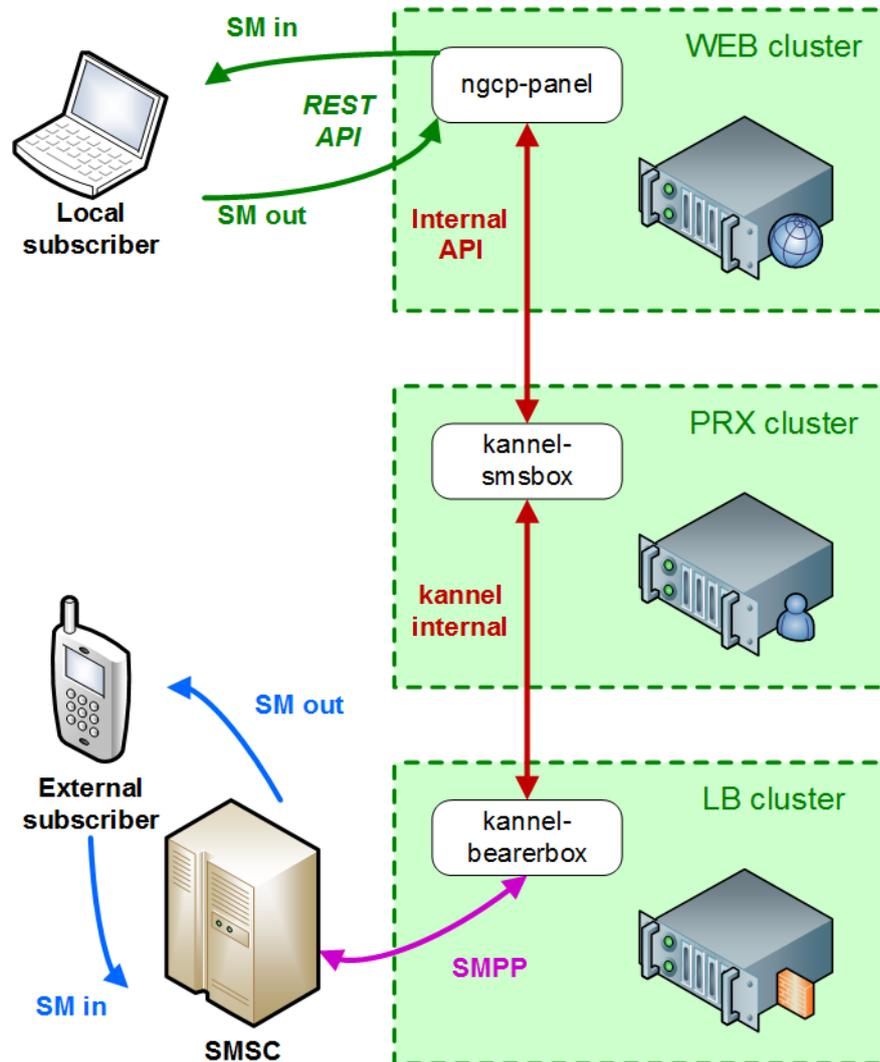 SM in
WEB cluster
ngcp-panel
REST
API
Local
subscriber
SM out
Internal
API
PRX cluster
kannel-
smsbox
kannel
internal
SM out
External
subscriber
LB cluster
kannel-
bearerbox
SMPP
SM in
SMSC